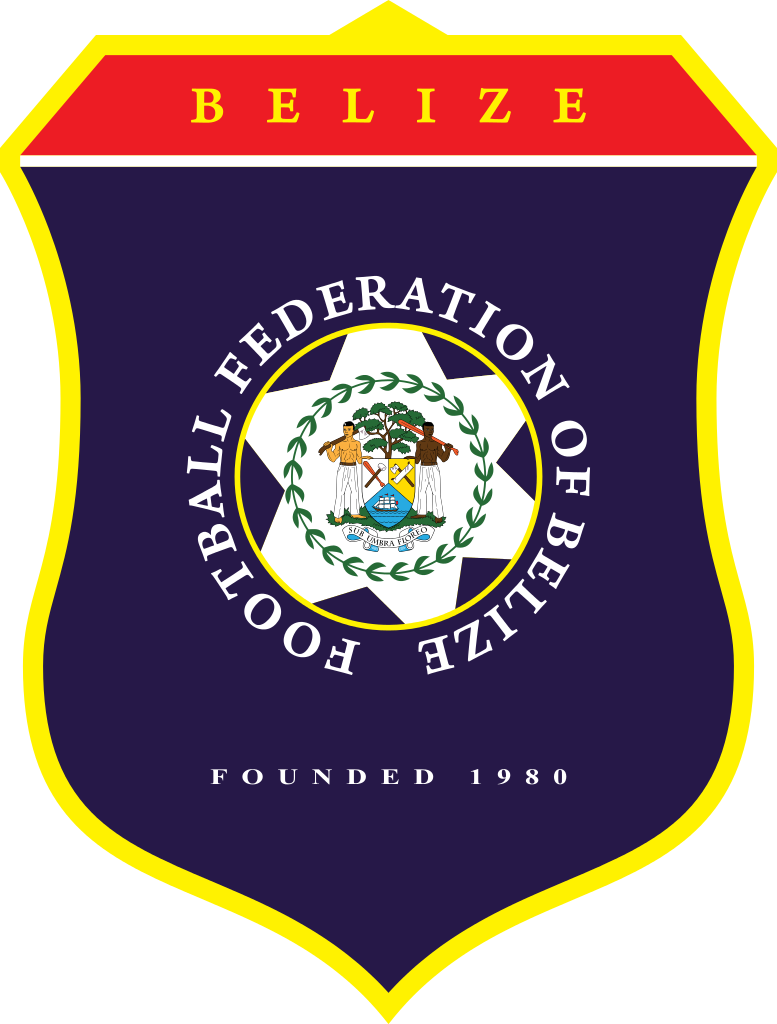 BELIZE
FOOTBALL FEDERATION OF BELIZE
SUB UMBRA FLOREO
FOUNDED 1980